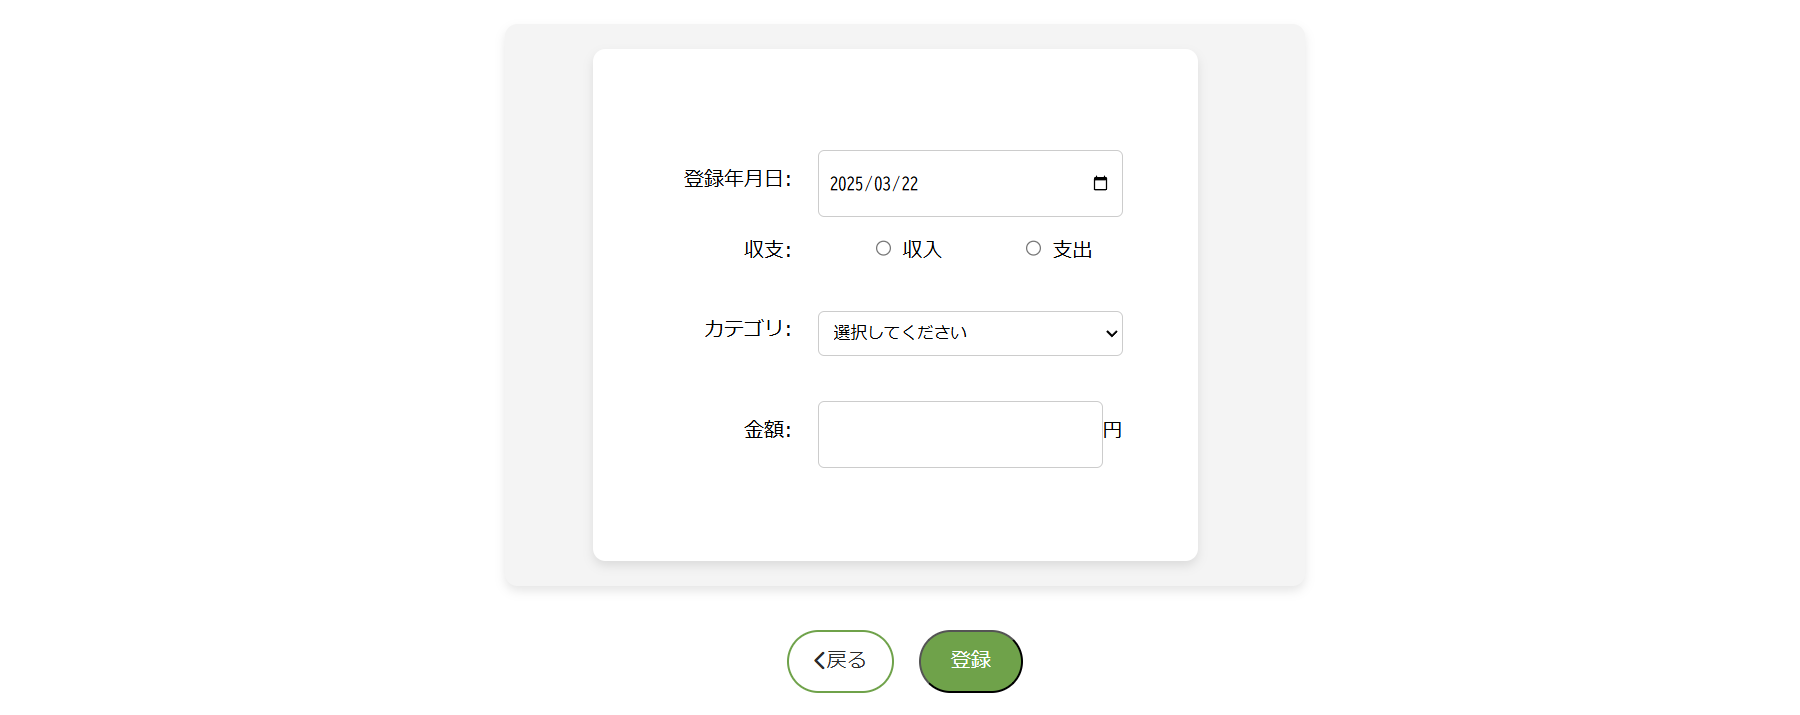 登録年月日: 2025/03/22
収支: 収入 支出
カテゴリ: 選択してください
金額: 円
戻る 登録